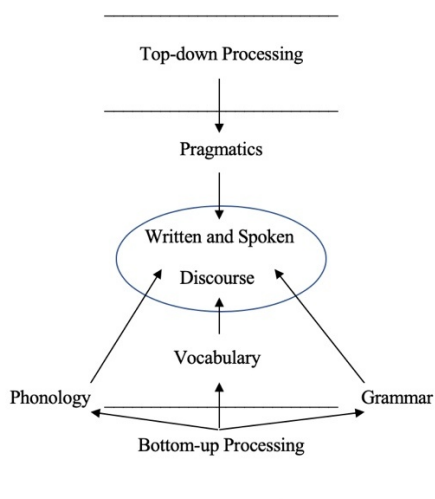 Top-down Processing
Pragmatics
Written and Spoken
Discourse
Vocabulary
Phonology
Grammar
Bottom-up Processing